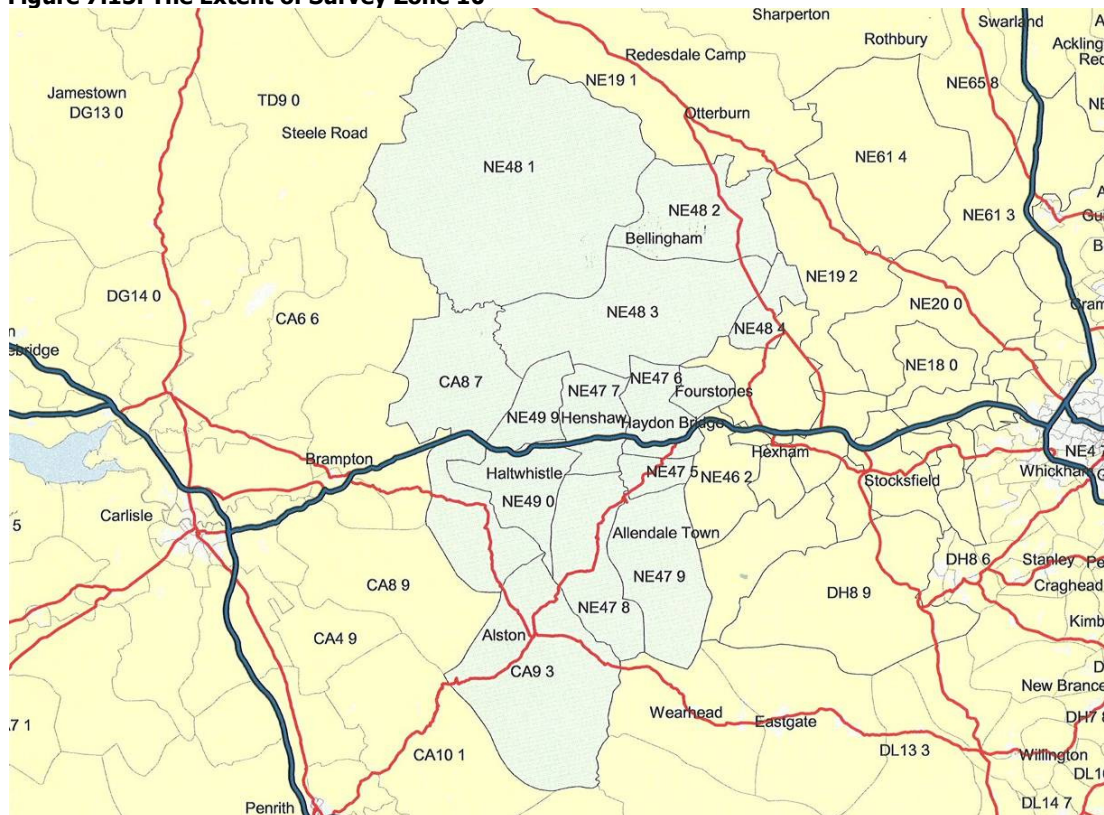 Figure 7.15: The Extent of Survey Zone 10
Sharperton
Swarland
Rothbury
Redesdale Camp
NE19 1
NE65 8
Jamestown
DG13 0
TD9 0
Steele Road
Otterburn
NE61 4
NE48 1
NE48 2
NE61 3
Bellingham
NE19 2
DG14 0
NE20 0
CA6 6
NE48 3
NE48 4
NE18 0
CA8 7
NE47 6
NE47 7
Fourstones
NE49 9
Henshaw
Haydon Bridge
Brampton
Hexham
NE4 7
Haltwhistle
NE47 5
NE46 2
Whickham
Stocksfield
NE49 0
Carlisle
Allendale Town
DH8 6
Stanley
NE47 9
CA8 9
DH8 9
Craghead
NE47 8
CA4 9
Alston
CA9 3
Wearhead
Eastgate
DL13 3
CA10 1
Willington
Penrith
DL14 7